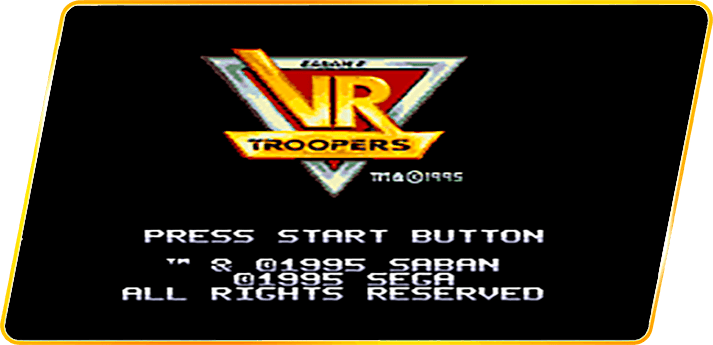 SABAN'S
VR
TROOPERS
TM&©1995
PRESS START BUTTON
™ & ©1995 SABAN
©1995 SEGA
ALL RIGHTS RESERVED